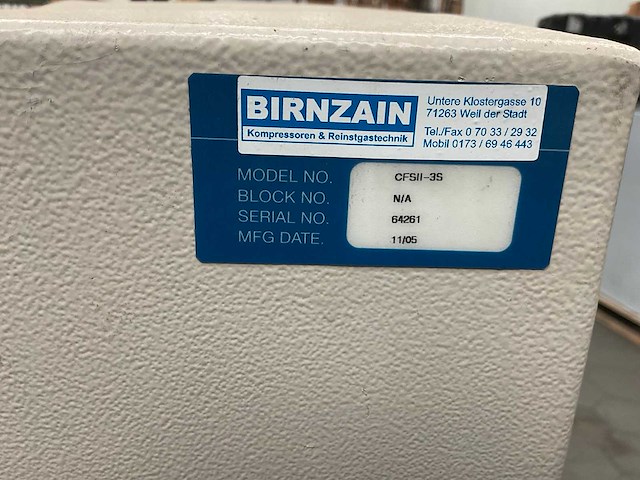 BIRNZAIN
Kompressoren & Reinstgastechnik
Untere Klostergasse 10
71263 Weil der Stadt
Tel./Fax 0 70 33 / 29 32
Mobil 0173 / 69 46 443
MODEL NO. CFSII-3S
BLOCK NO. N/A
SERIAL NO. 64261
MFG DATE. 11/05